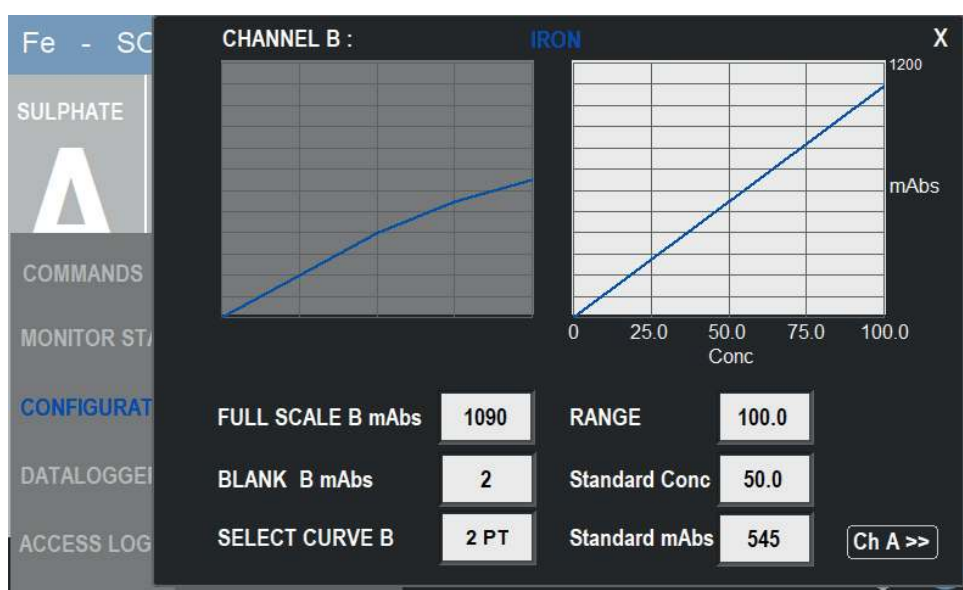 Fe - SC
CHANNEL B : IRON X
SULPHATE
A
1200
mAbs
0 25.0 50.0 75.0 100.0
Conc
COMMANDS
MONITOR STA
CONFIGURAT
DATALOGGE
ACCESS LOG
FULL SCALE B mAbs 1090 RANGE 100.0
BLANK B mAbs 2 Standard Conc 50.0
SELECT CURVE B 2 PT Standard mAbs 545 Ch A >>